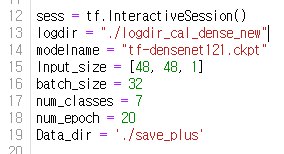 12 sess = tf.InteractiveSession()
13 logdir = "./logdir_cal_dense_new"
14 modelname = "tf-densenet121.ckpt"
15 Input_size = [48, 48, 1]
16 batch_size = 32
17 num_classes = 7
18 num_epoch = 20
19 Data_dir = './save_plus'
20